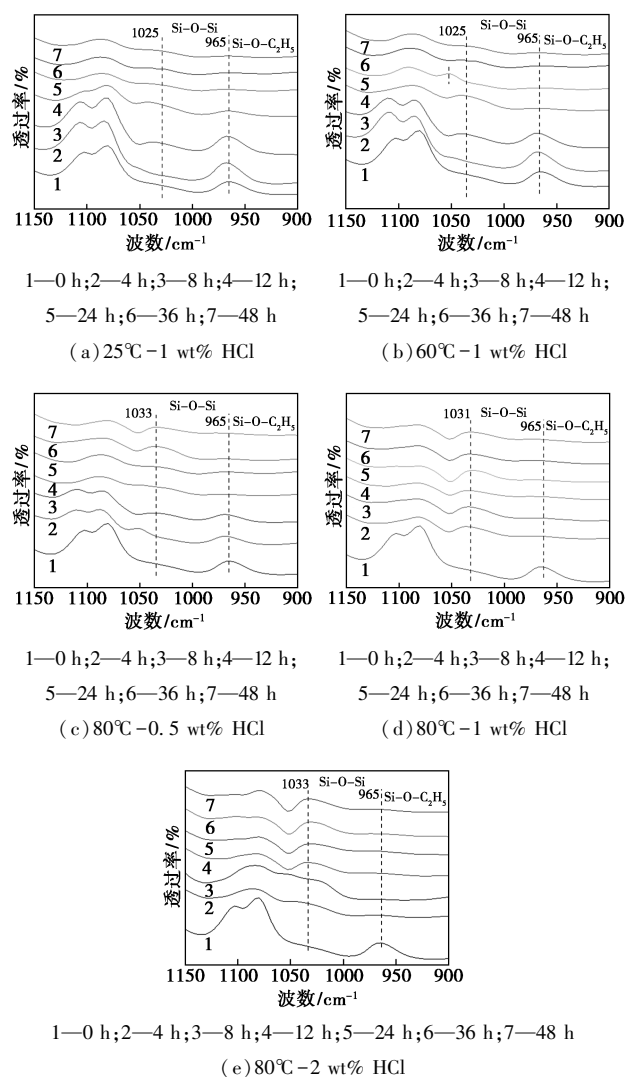 1025 Si-O-Si
965 Si-O-C₂H₅
7
6
5
4
3
2
1
透过率/%
1150 1100 1050 1000 950 900
波数/cm⁻¹
1—0 h;2—4 h;3—8 h;4—12 h;
5—24 h;6—36 h;7—48 h
(a)25℃-1 wt% HCl
1025 Si-O-Si
965 Si-O-C₂H₅
7
6
5
4
3
2
1
透过率/%
1150 1100 1050 1000 950 900
波数/cm⁻¹
1—0 h;2—4 h;3—8 h;4—12 h;
5—24 h;6—36 h;7—48 h
(b)60℃-1 wt% HCl
1033 Si-O-Si
965 Si-O-C₂H₅
7
6
5
4
3
2
1
透过率/%
1150 1100 1050 1000 950 900
波数/cm⁻¹
1—0 h;2—4 h;3—8 h;4—12 h;
5—24 h;6—36 h;7—48 h
(c)80℃-0.5 wt% HCl
1031 Si-O-Si
965 Si-O-C₂H₅
7
6
5
4
3
2
1
透过率/%
1150 1100 1050 1000 950 900
波数/cm⁻¹
1—0 h;2—4 h;3—8 h;4—12 h;
5—24 h;6—36 h;7—48 h
(d)80℃-1 wt% HCl
1033 Si-O-Si
965 Si-O-C₂H₅
7
6
5
4
3
2
1
透过率/%
1150 1100 1050 1000 950 900
波数/cm⁻¹
1—0 h;2—4 h;3—8 h;4—12 h;5—24 h;6—36 h;7—48 h
(e)80℃-2 wt% HCl